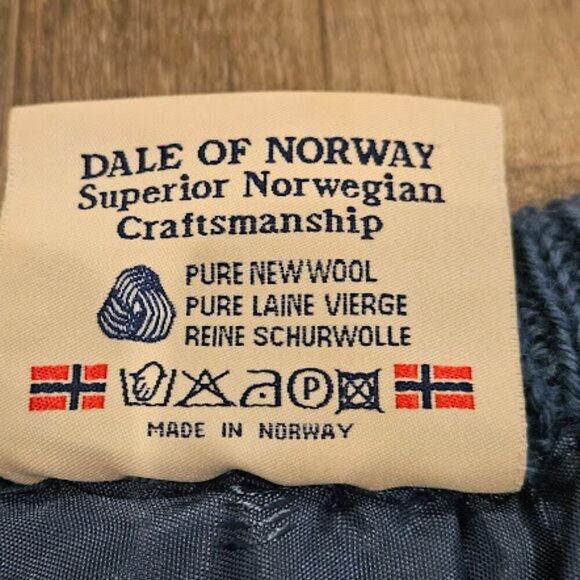 DALE OF NORWAY
Superior Norwegian
Craftsmanship
PURE NEW WOOL
PURE LAINE VIERGE
REINE SCHURWOLLE
P
MADE IN NORWAY